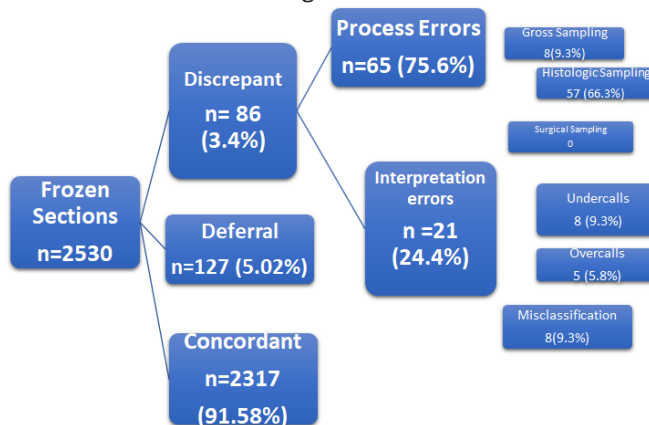 Frozen
Sections
n=2530
Discrepant
n= 86
(3.4%)
Deferral
n=127 (5.02%)
Concordant
n=2317
(91.58%)
Process Errors
n=65 (75.6%)
Interpretation
errors
n =21
(24.4%)
Gross Sampling
8(9.3%)
Histologic Sampling
57 (66.3%)
Surgical Sampling
0
Undercalls
8 (9.3%)
Overcalls
5 (5.8%)
Misclassification
8(9.3%)